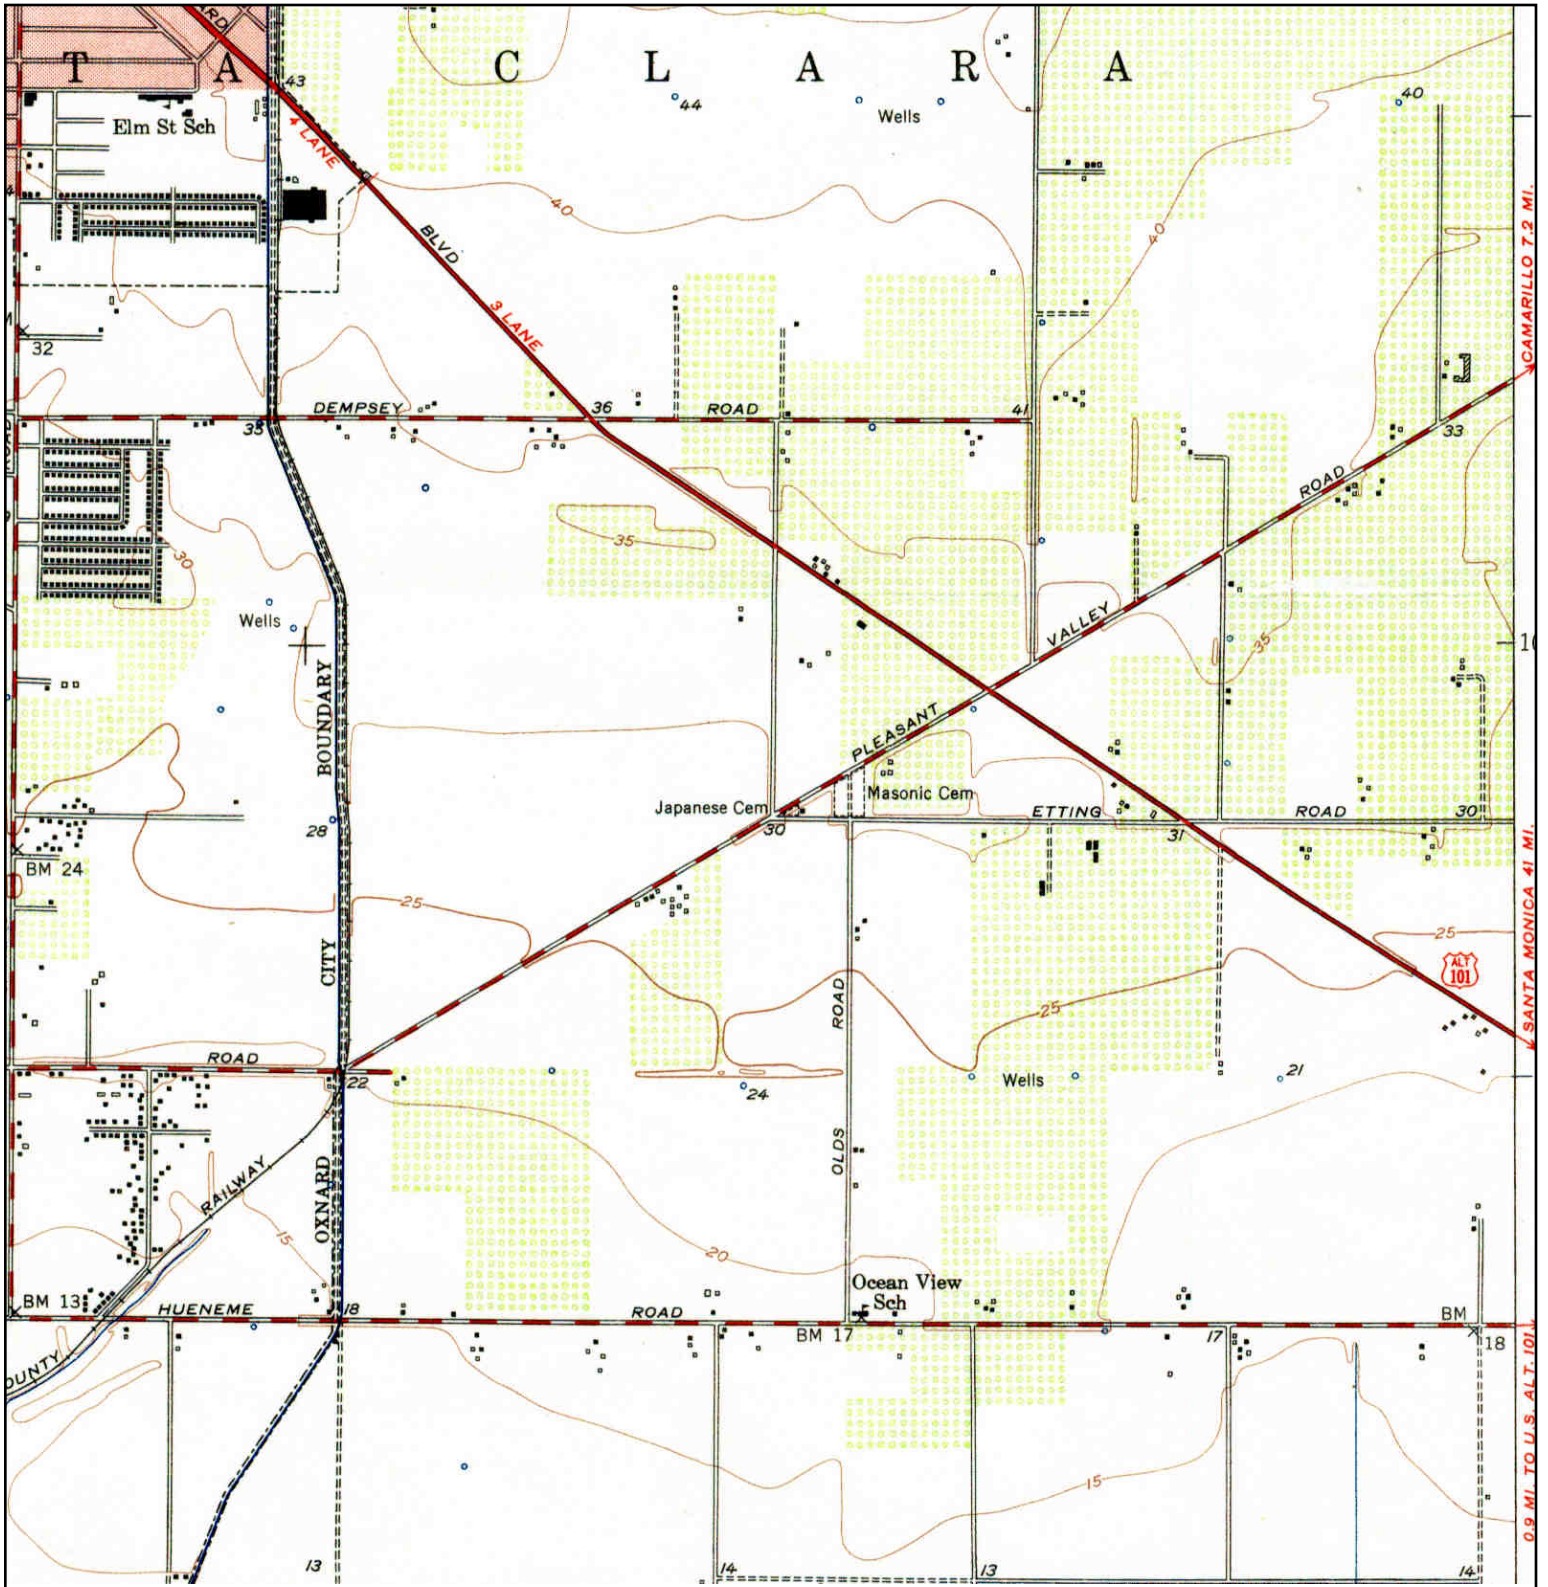 ARD
T A C L A R A
43
44
Wells
40
Elm St Sch
4 LANE
40
BLVD
40
3 LANE
CAMARILLO 7.2 MI.
32
DEMPSEY
36
ROAD
41
35
33
ROAD
35
30
Wells
VALLEY
35
BOUNDARY
PLEASANT
Masonic Cem
Japanese Cem
ETTING
ROAD
30
28
30
31
BM 24
25
CITY
25
ALT
101
SANTA MONICA 41 MI.
ROAD
25
ROAD
22
24
Wells
21
OLDS
RAILWAY
OXNARD
15
20
Ocean View
Sch
BM 13
HUENEME
18
ROAD
BM 17
17
BM
18
OUNTY
15
0.9 MI. TO U.S. ALT. 101
13
14
13
14